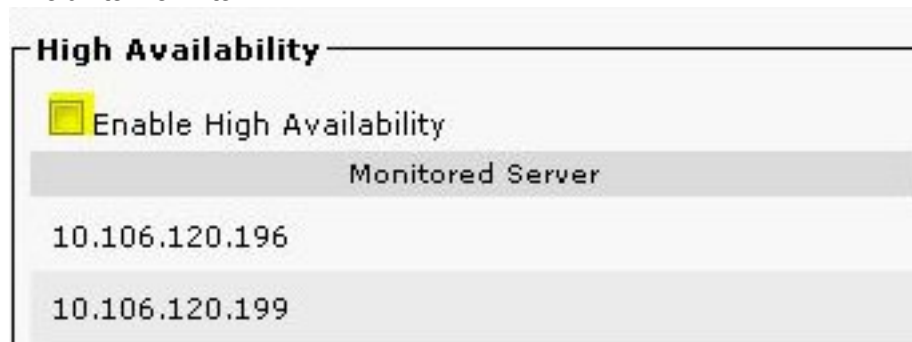 High Availability
Enable High Availability
Monitored Server
10.106.120.196
10.106.120.199